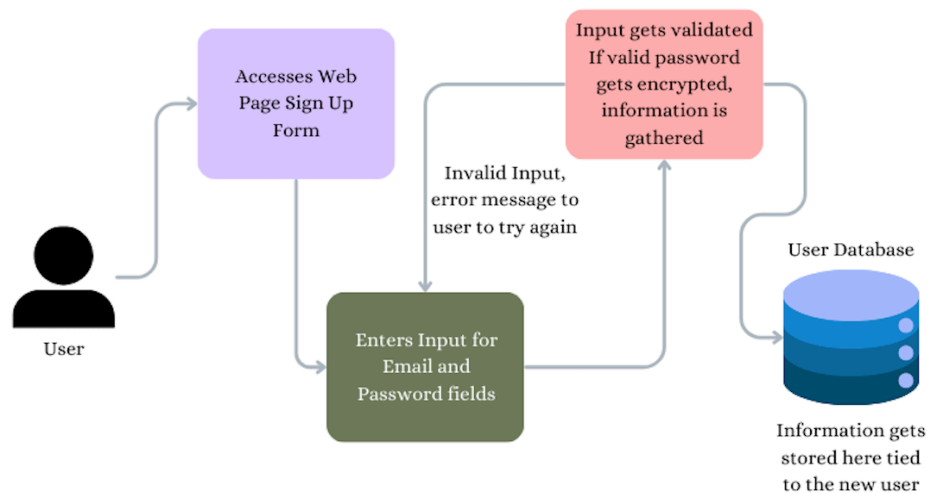 Accesses Web
Page Sign Up
Form
Input gets validated
If valid password
gets encrypted,
information is
gathered
Invalid Input,
error message to
user to try again
User Database
User
Enters Input for
Email and
Password fields
Information gets
stored here tied
to the new user